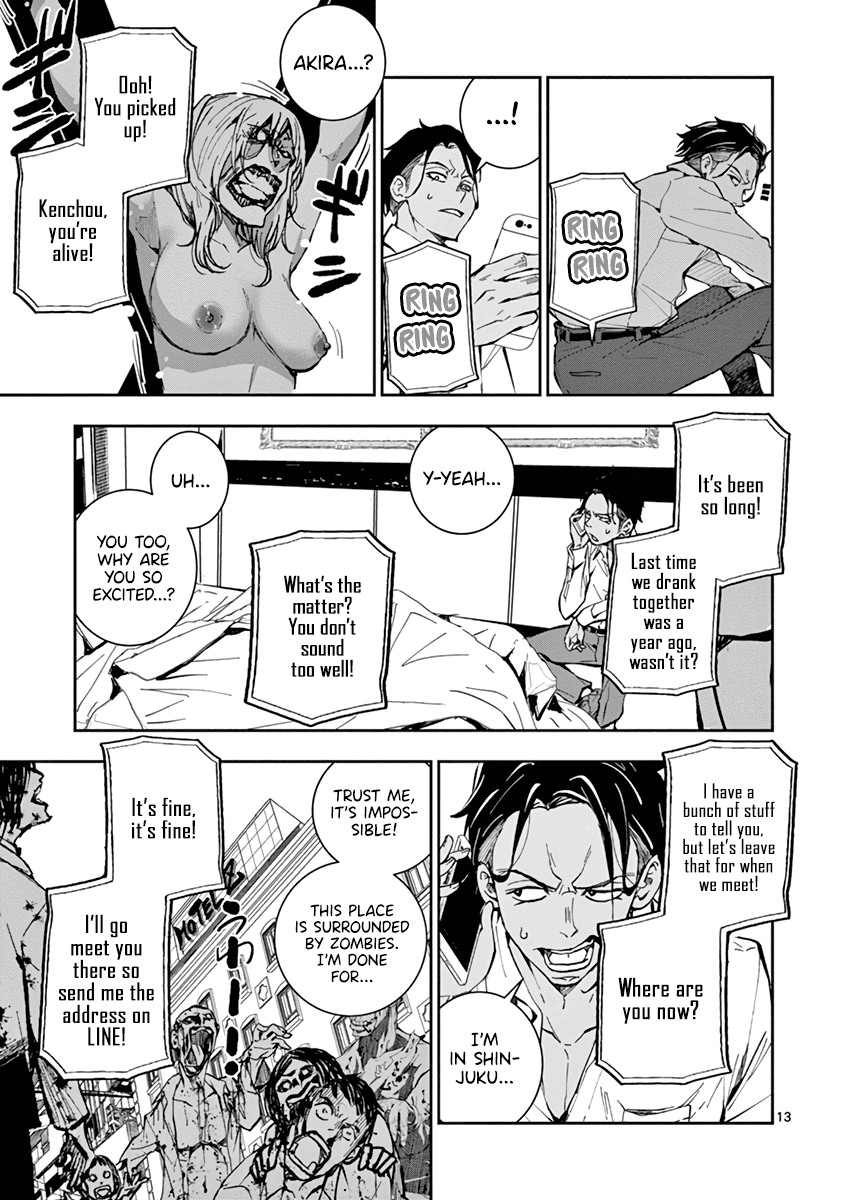 RING
RING
...!
RING
RING
AKIRA...?
Ooh!
You picked
up!
Kenchou,
you're
alive!
It's been
so long!
Last time
we drank
together
was a
year ago,
wasn't it?
Y-YEAH...
What's the
matter?
You don't
sound
too well!
UH...
YOU TOO,
WHY ARE
YOU SO
EXCITED...?
I have a
bunch of stuff
to tell you,
but let's leave
that for when
we meet!
Where are
you now?
I'M
IN SHIN-
JUKU...
TRUST ME,
IT'S IMPOS-
SIBLE!
THIS PLACE
IS SURROUNDED
BY ZOMBIES.
I'M DONE
FOR...
MOTEL
It's fine,
it's fine!
I'll go
meet you
there so
send me the
address on
LINE!
13